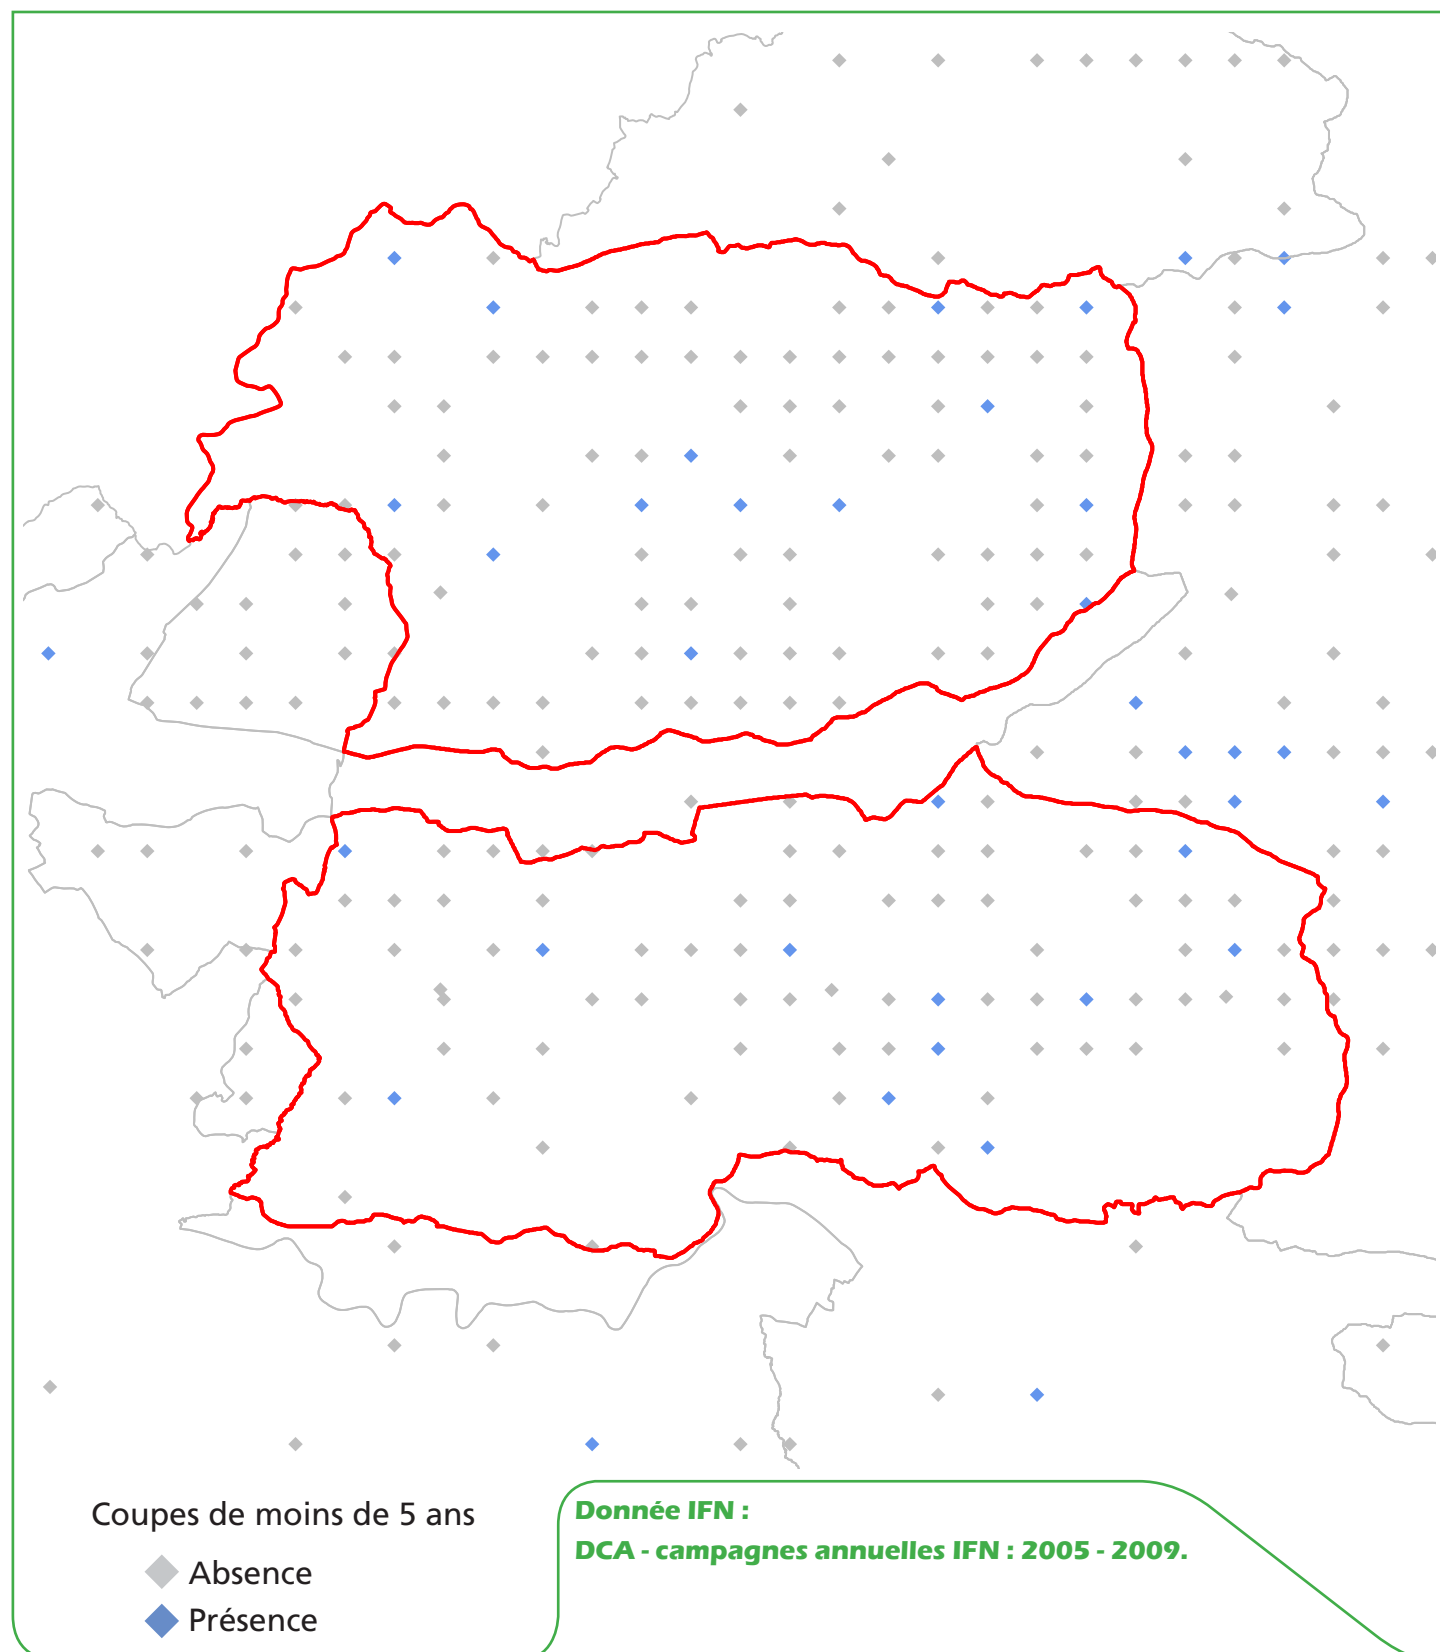 Coupes de moins de 5 ans
Absence
Présence
Donnée IFN :
DCA - campagnes annuelles IFN : 2005 - 2009.